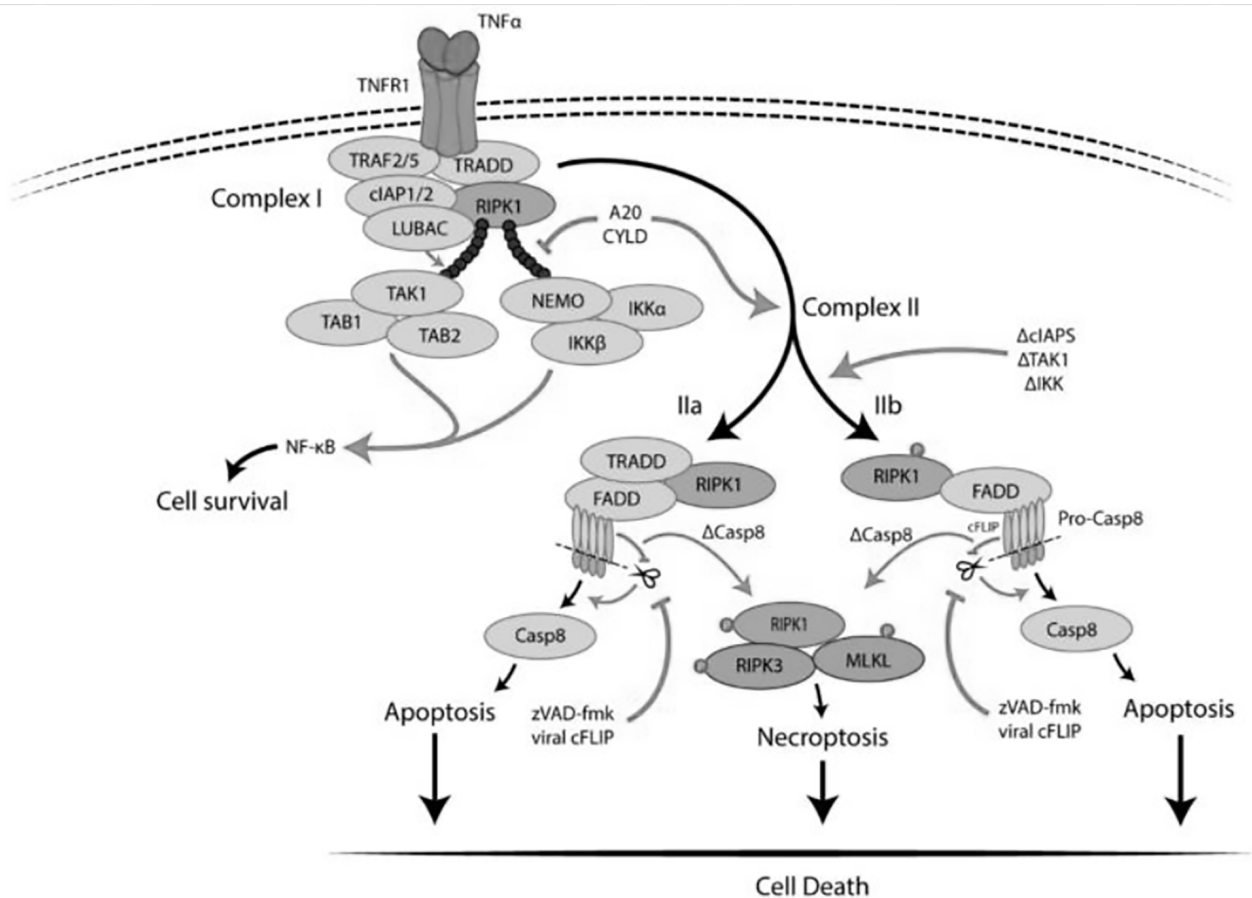 TNFα
TNFR1
TRAF2/5
TRADD
Complex I
cIAP1/2
RIPK1
LUBAC
A20
CYLD
TAK1
TAB1
TAB2
NEMO
IKKα
IKKβ
Complex II
ΔcIAPS
ΔTAK1
ΔIKK
IIa
IIb
NF-κB
Cell survival
TRADD
RIPK1
FADD
RIPK1
FADD
ΔCasp8
ΔCasp8
cFLIP
Pro-Casp8
Casp8
RIPK1
RIPK3
MLKL
Casp8
Apoptosis
zVAD-fmk
viral cFLIP
Necroptosis
zVAD-fmk
viral cFLIP
Apoptosis
Cell Death